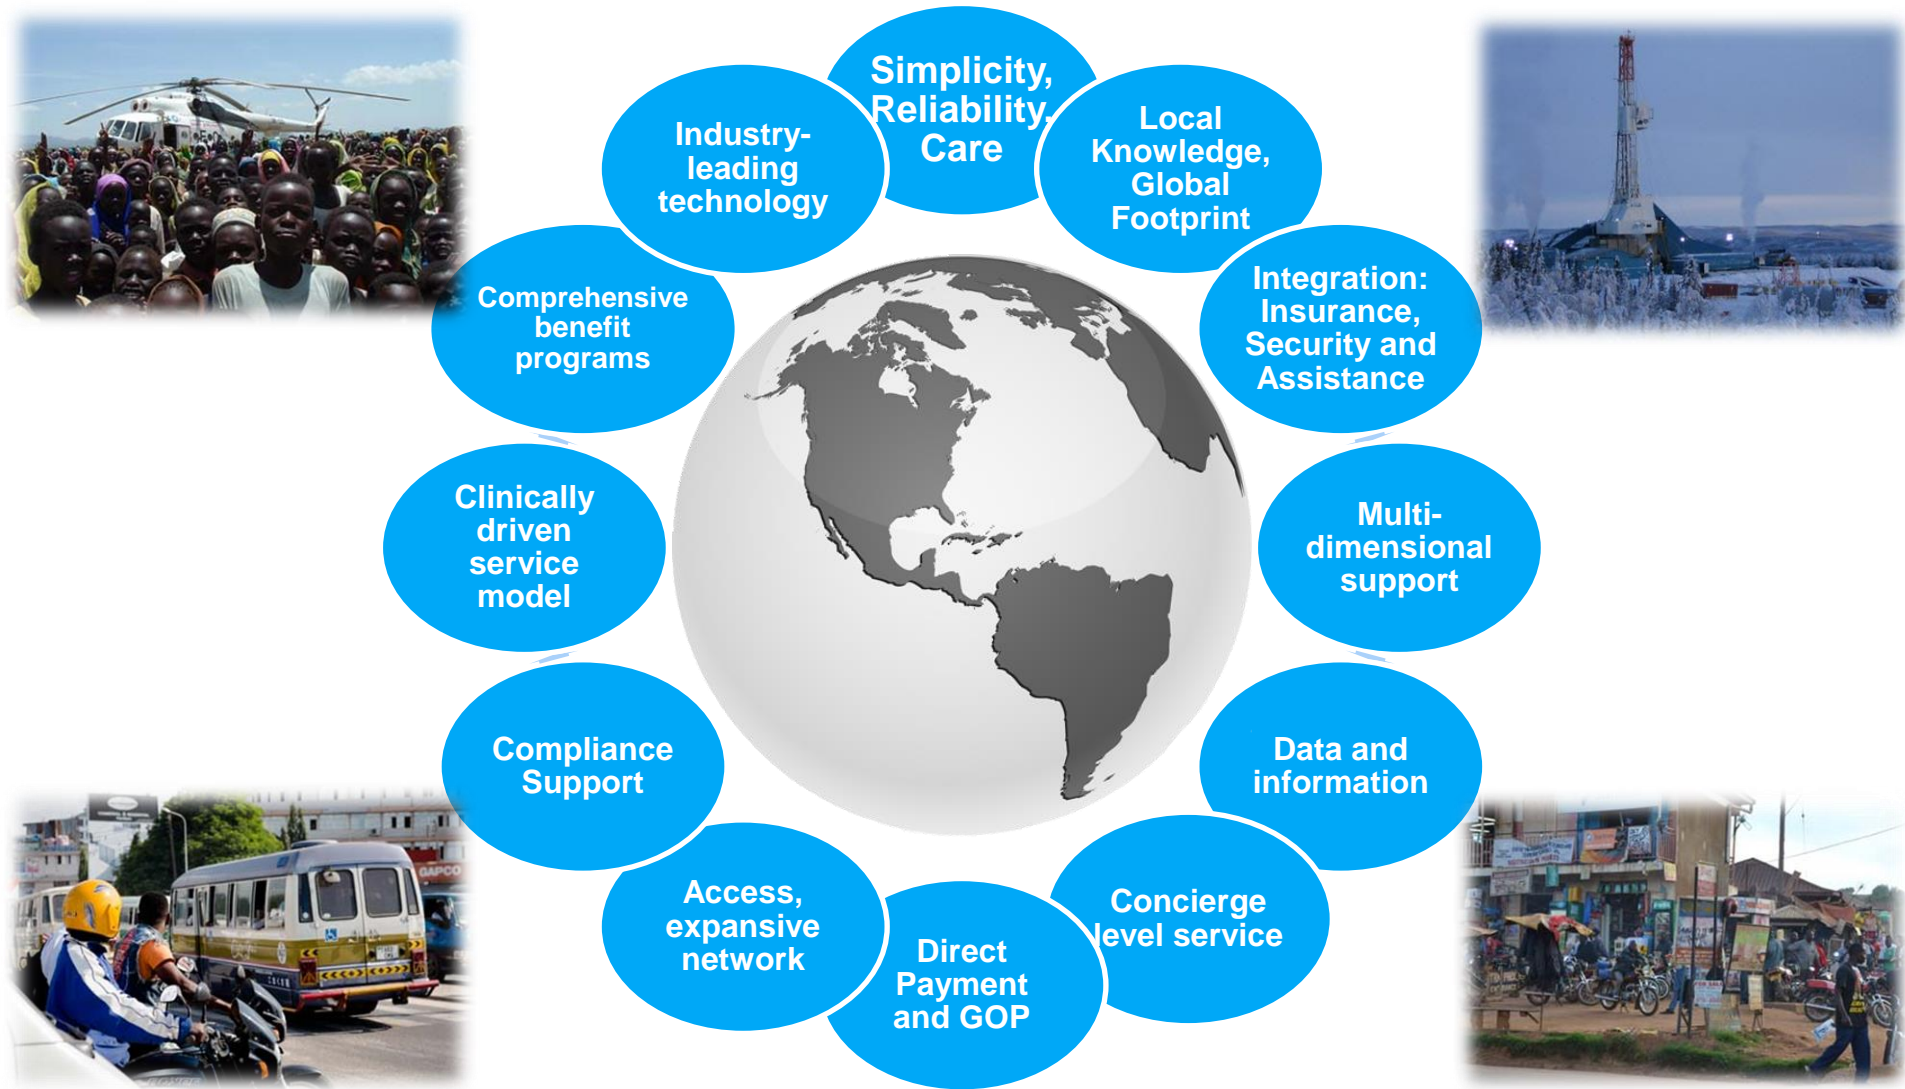 Simplicity,
Reliability,
Care
Local
Knowledge,
Global
Footprint
Integration:
Insurance,
Security and
Assistance
Multi-
dimensional
support
Data and
information
Concierge
level service
Direct
Payment
and GOP
Access,
expansive
network
Compliance
Support
Clinically
driven
service
model
Comprehensive
benefit
programs
Industry-
leading
technology
GAPCO